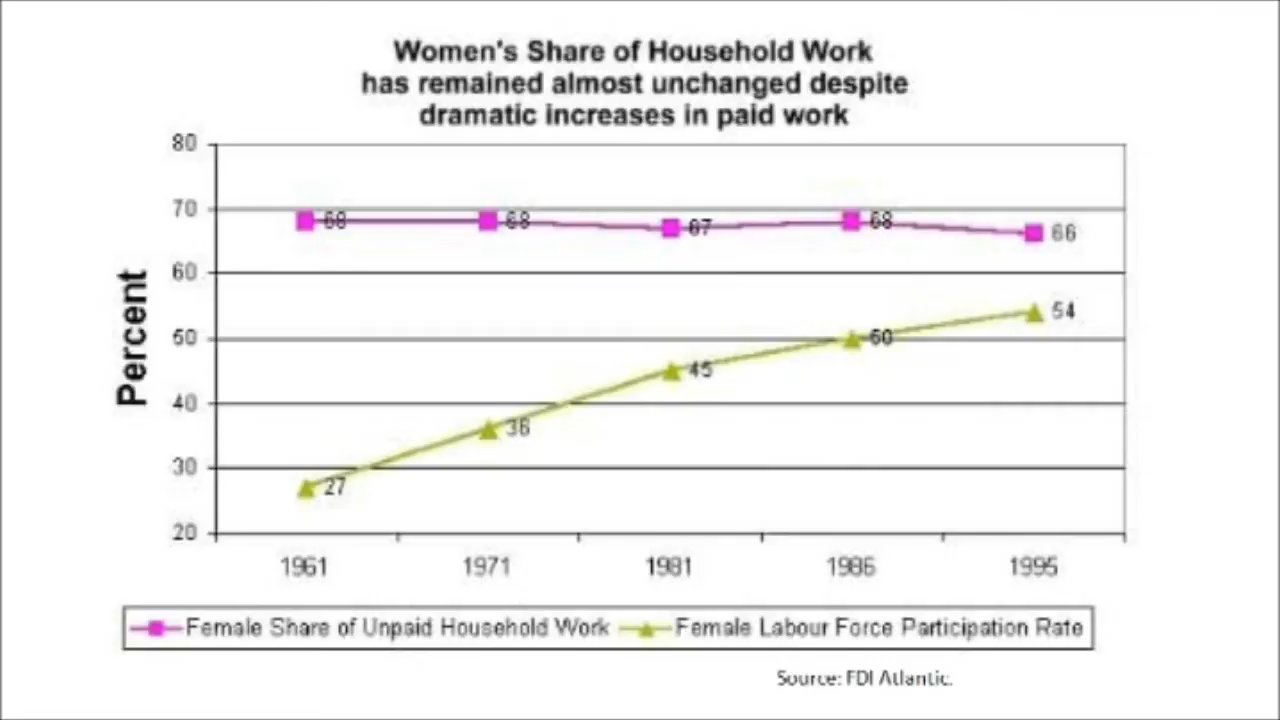 Women's Share of Household Work
has remained almost unchanged despite
dramatic increases in paid work
80
70
60
50
40
30
20
Percent
68 68 67 68 66
27 36 45 50 54
1961 1971 1981 1986 1995
Female Share of Unpaid Household Work Female Labour Force Participation Rate
Source: FDI Atlantic.